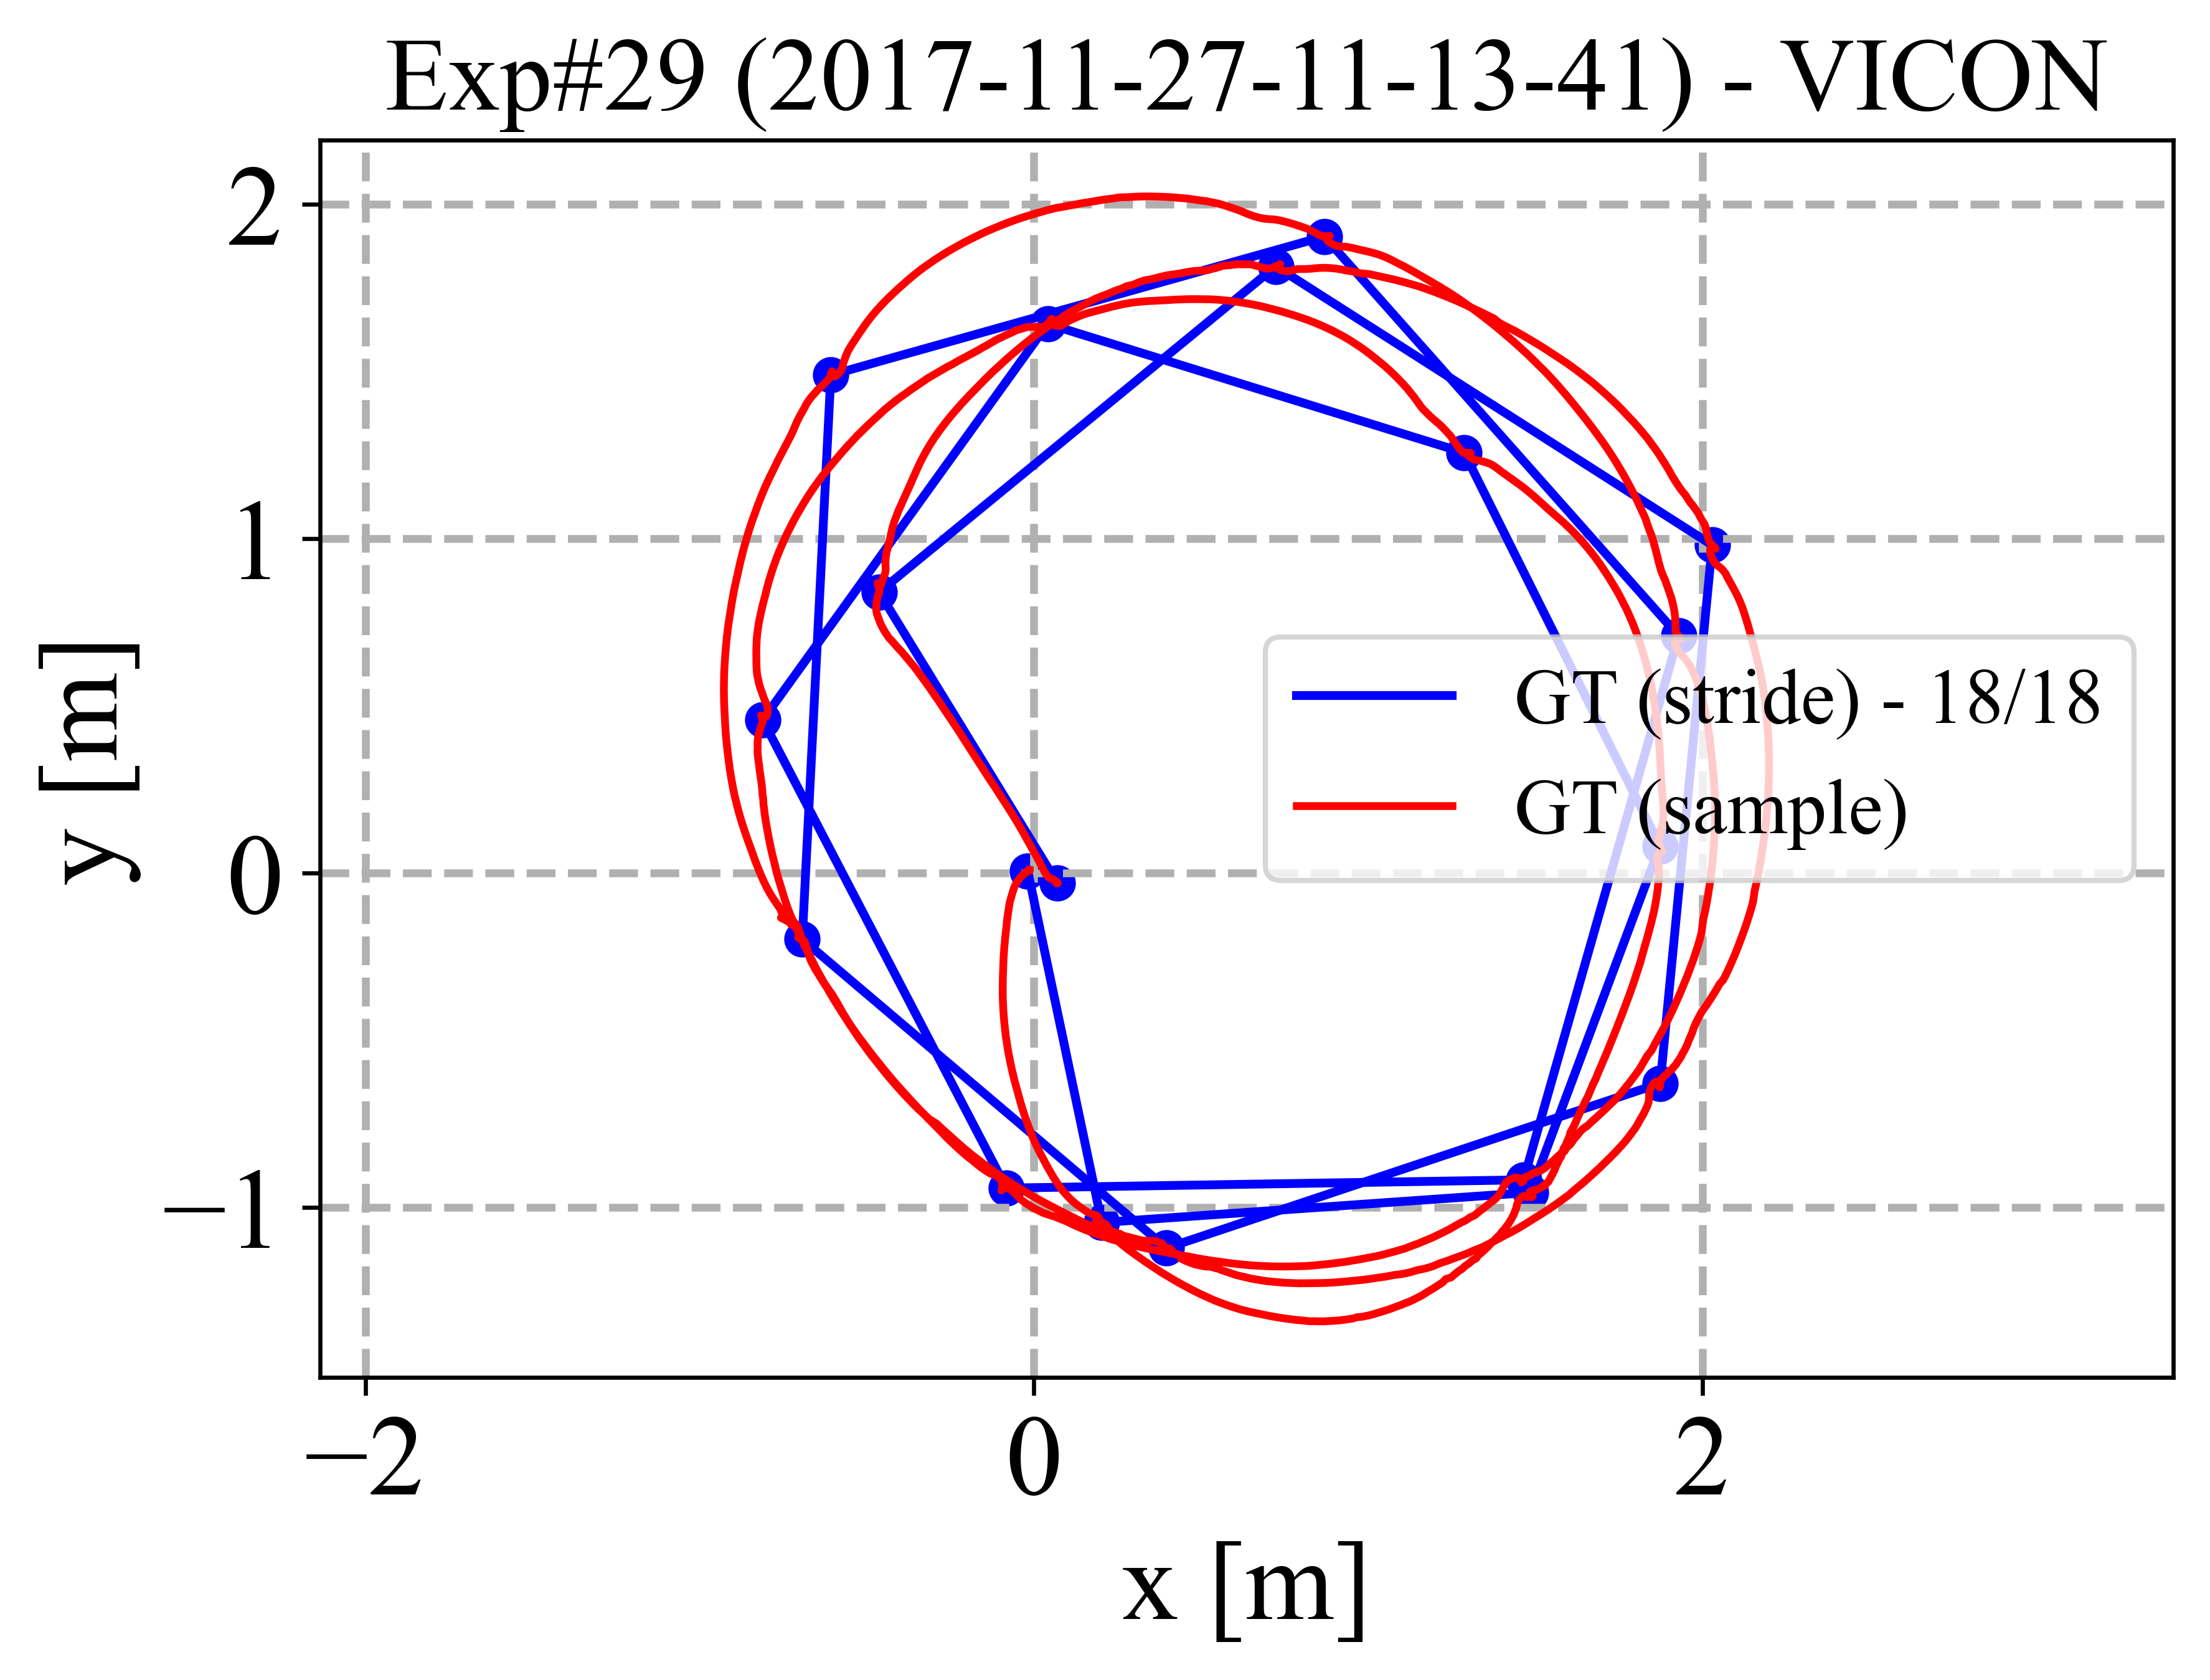 Exp#29 (2017-11-27-11-13-41) - VICON
2
1
0
−1
y [m]
GT (stride) - 18/18
GT (sample)
−2
0
2
x [m]